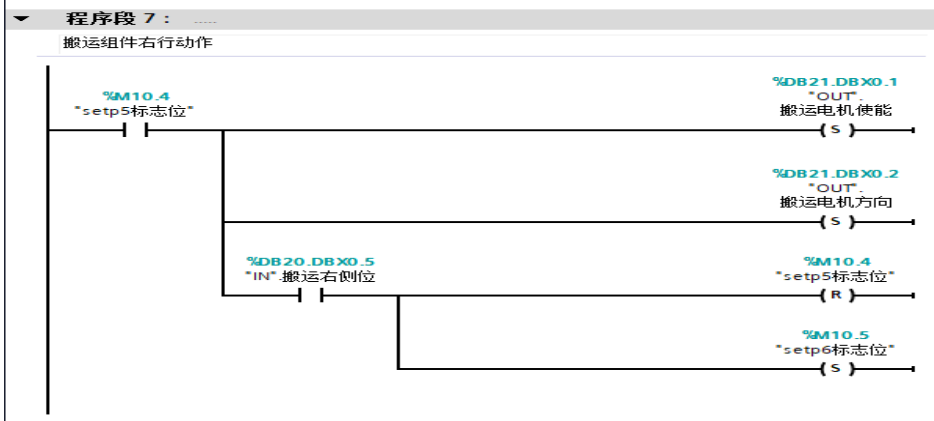 程序段 7： .....
搬运组件右行动作
%M10.4
"setp5标志位"
%DB21.DBX0.1
"OUT".
搬运电机使能
S
%DB21.DBX0.2
"OUT".
搬运电机方向
S
%DB20.DBX0.5
"IN".搬运右侧位
%M10.4
"setp5标志位"
R
%M10.5
"setp6标志位"
S